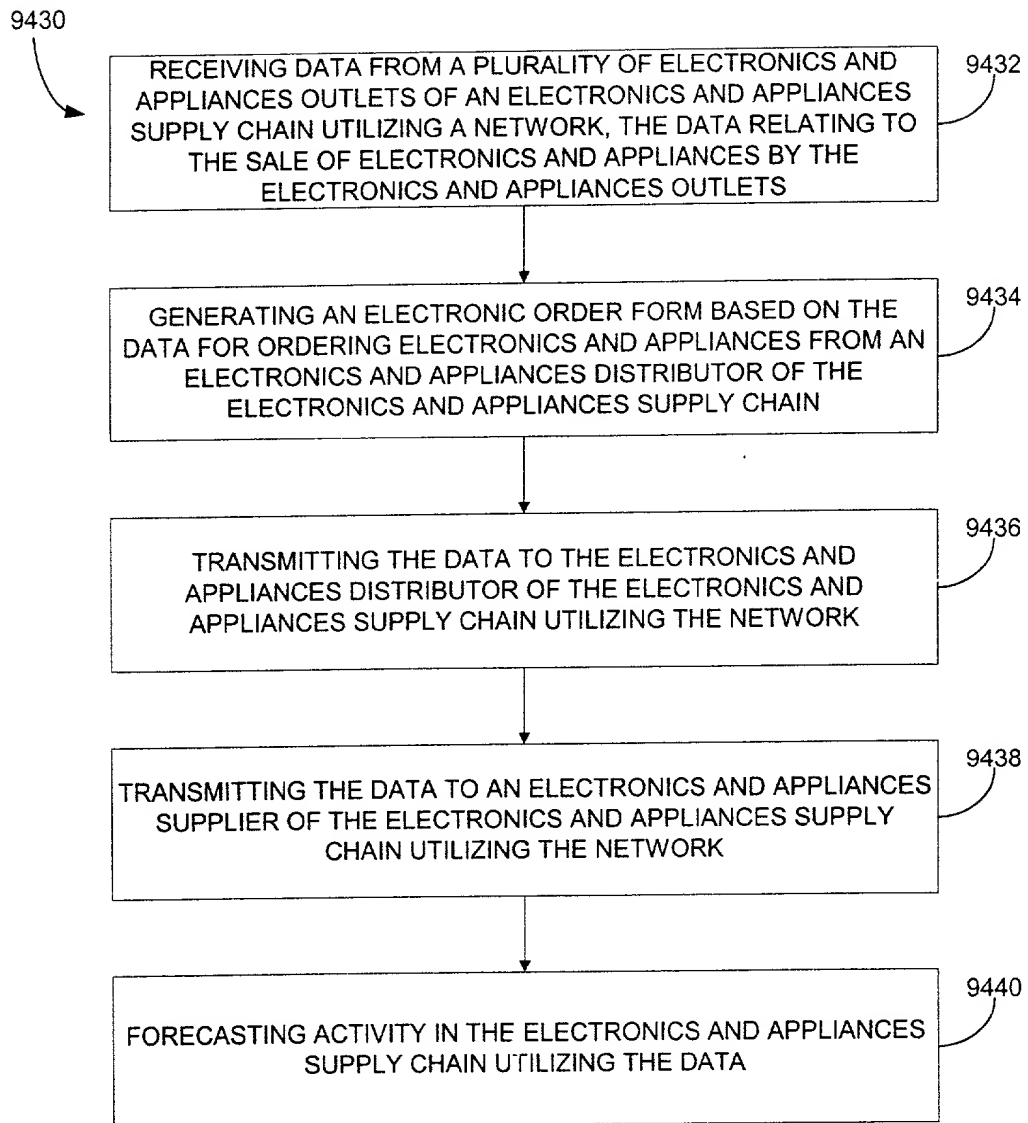 9430
RECEIVING DATA FROM A PLURALITY OF ELECTRONICS AND
APPLIANCES OUTLETS OF AN ELECTRONICS AND APPLIANCES
SUPPLY CHAIN UTILIZING A NETWORK, THE DATA RELATING TO
THE SALE OF ELECTRONICS AND APPLIANCES BY THE
ELECTRONICS AND APPLIANCES OUTLETS
9432
GENERATING AN ELECTRONIC ORDER FORM BASED ON THE
DATA FOR ORDERING ELECTRONICS AND APPLIANCES FROM AN
ELECTRONICS AND APPLIANCES DISTRIBUTOR OF THE
ELECTRONICS AND APPLIANCES SUPPLY CHAIN
9434
TRANSMITTING THE DATA TO THE ELECTRONICS AND
APPLIANCES DISTRIBUTOR OF THE ELECTRONICS AND
APPLIANCES SUPPLY CHAIN UTILIZING THE NETWORK
9436
TRANSMITTING THE DATA TO AN ELECTRONICS AND APPLIANCES
SUPPLIER OF THE ELECTRONICS AND APPLIANCES SUPPLY
CHAIN UTILIZING THE NETWORK
9438
FORECASTING ACTIVITY IN THE ELECTRONICS AND APPLIANCES
SUPPLY CHAIN UTILIZING THE DATA
9440